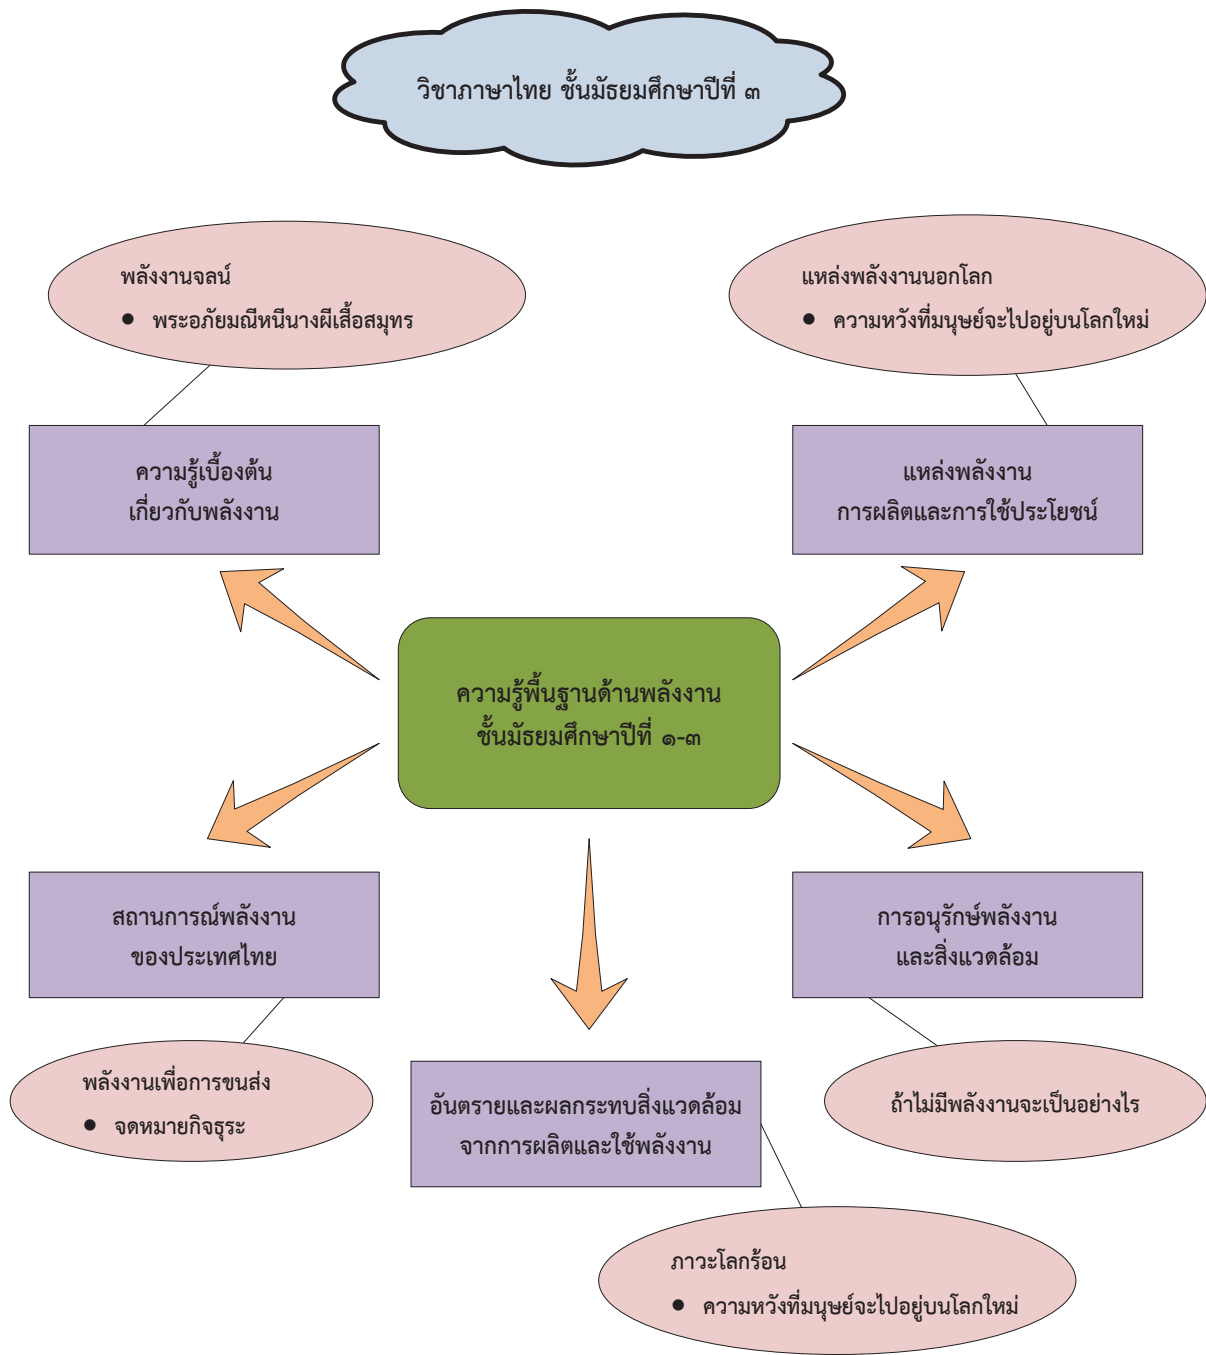 วิชาภาษาไทย ชั้นมัธยมศึกษาปีที่ ๓
พลังงานจลน์
● พระอภัยมณีหนีนางผีเสื้อสมุทร
แหล่งพลังงานนอกโลก
● ความหวังที่มนุษย์จะไปอยู่บนโลกใหม่
ความรู้เบื้องต้น
เกี่ยวกับพลังงาน
แหล่งพลังงาน
การผลิตและการใช้ประโยชน์
ความรู้พื้นฐานด้านพลังงาน
ชั้นมัธยมศึกษาปีที่ ๑-๓
สถานการณ์พลังงาน
ของประเทศไทย
การอนุรักษ์พลังงาน
และสิ่งแวดล้อม
พลังงานเพื่อการขนส่ง
● จดหมายกิจธุระ
อันตรายและผลกระทบสิ่งแวดล้อม
จากการผลิตและใช้พลังงาน
ถ้าไม่มีพลังงานจะเป็นอย่างไร
ภาวะโลกร้อน
● ความหวังที่มนุษย์จะไปอยู่บนโลกใหม่